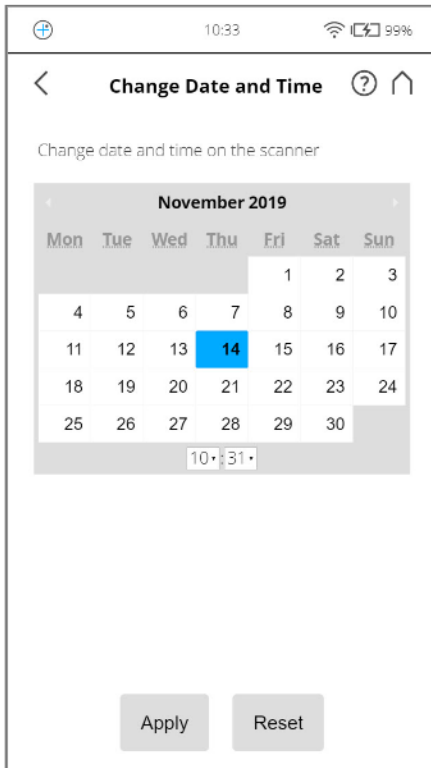 10:33 99%
Change Date and Time ?
Change date and time on the scanner
November 2019
Mon Tue Wed Thu Fri Sat Sun
1 2 3
4 5 6 7 8 9 10
11 12 13 14 15 16 17
18 19 20 21 22 23 24
25 26 27 28 29 30
10 : 31
Apply Reset